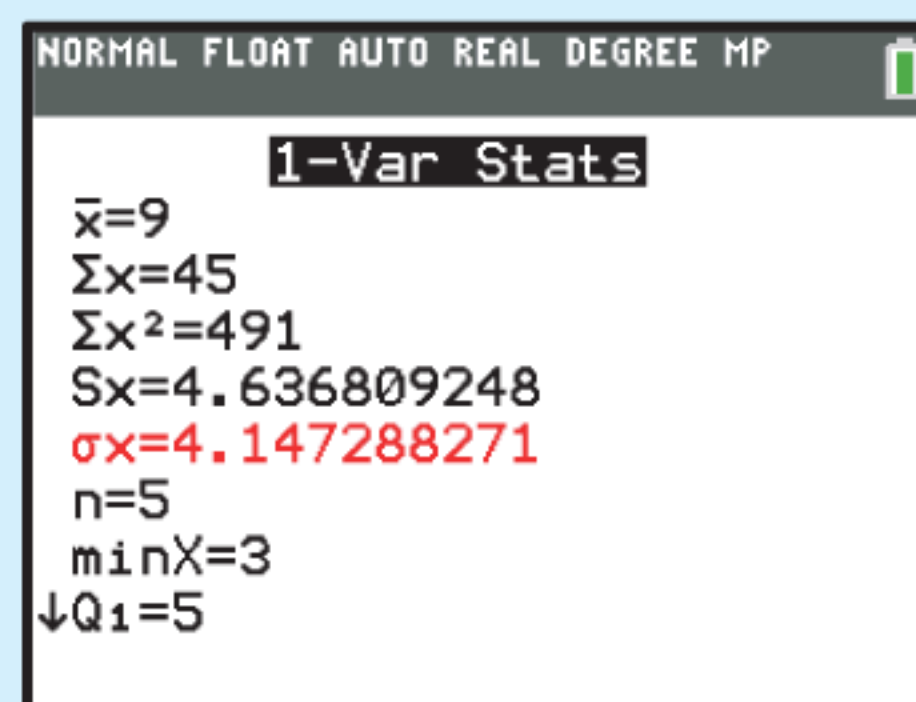 NORMAL FLOAT AUTO REAL DEGREE MP
1-Var Stats
x̄=9
Σx=45
Σx²=491
Sx=4.636809248
σx=4.147288271
n=5
minX=3
↓Q₁=5